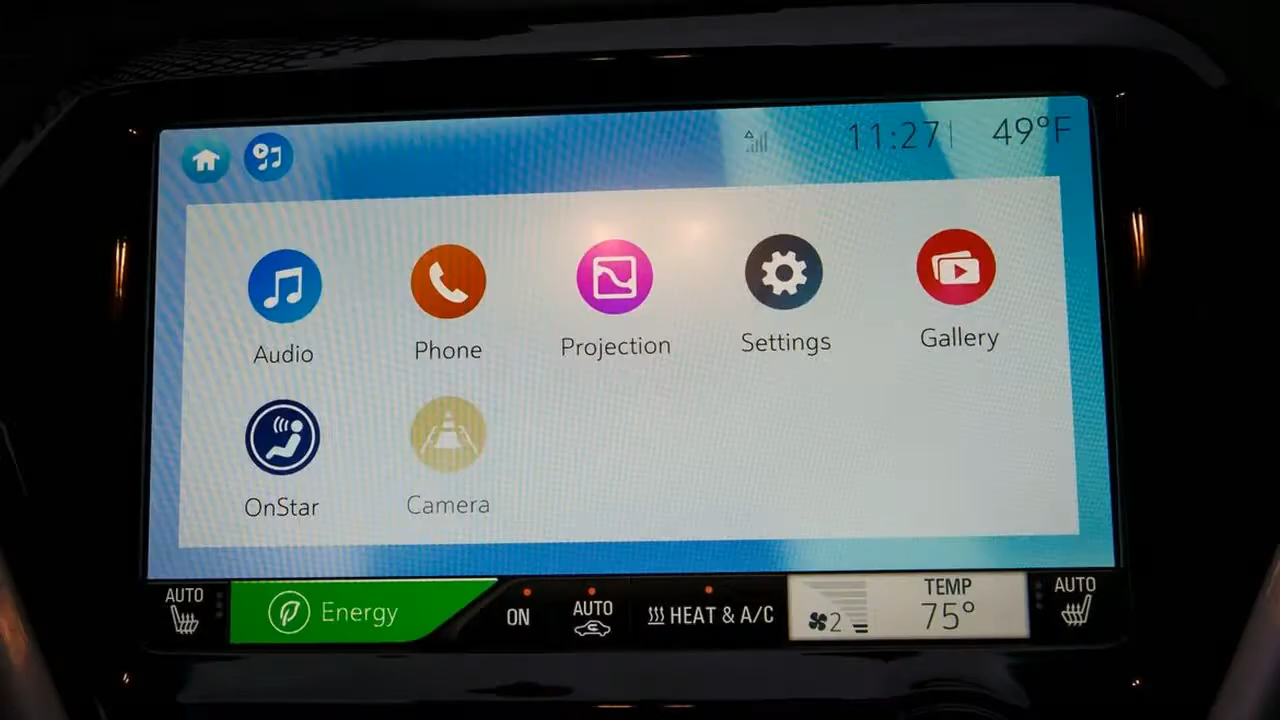 11:27 49°F
Audio Phone Projection Settings Gallery
OnStar Camera
AUTO Energy ON AUTO HEAT & A/C 2 TEMP 75° AUTO